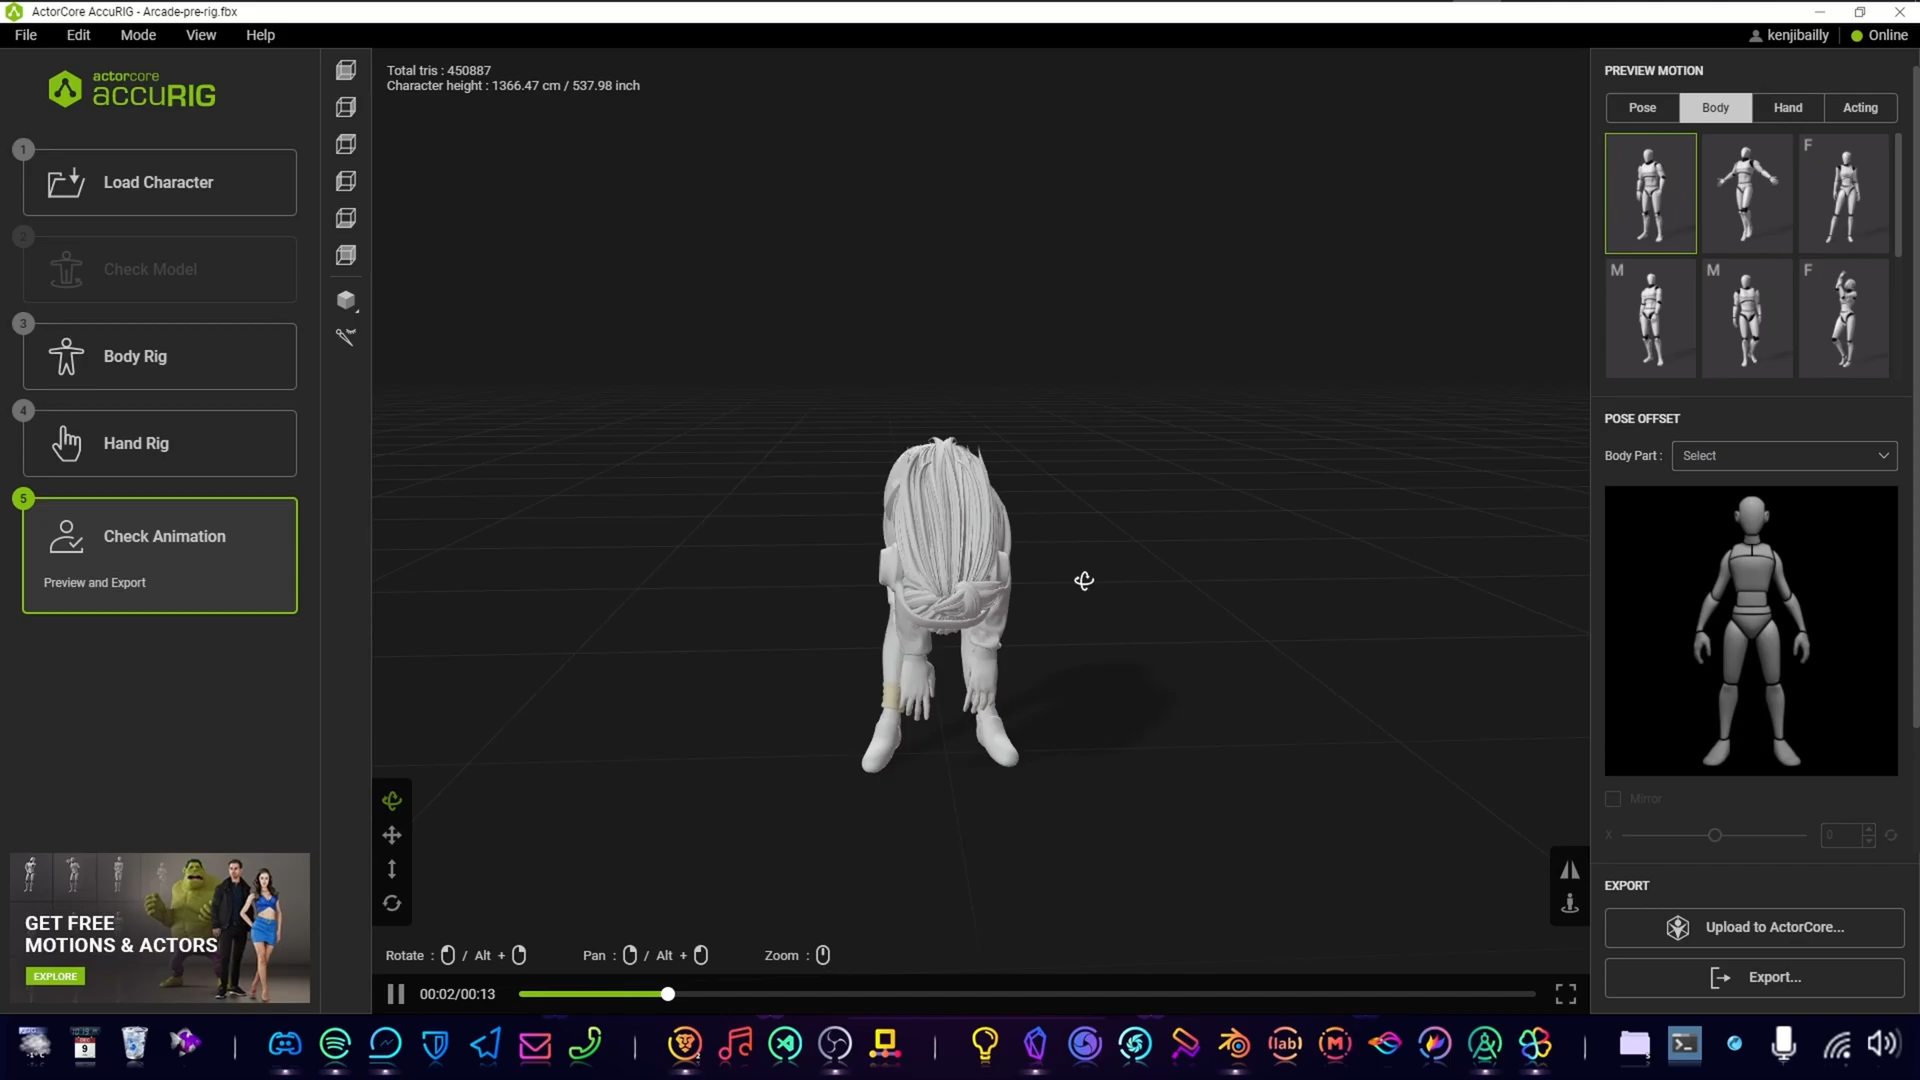 ActorCore AccuRIG - Arcade-pre-rig.fbx
File Edit Mode View Help
kenjibailly Online
actorcore
accuRIG
1
Load Character
2
Check Model
3
Body Rig
4
Hand Rig
5
Check Animation
Preview and Export
GET FREE
MOTIONS & ACTORS
EXPLORE
Total tris : 450887
Character height : 1366.47 cm / 537.98 inch
Rotate : / Alt + Pan : / Alt + Zoom :
00:02/00:13
PREVIEW MOTION
Pose Body Hand Acting
F
M M F
POSE OFFSET
Body Part : Select
Mirror
X 0
EXPORT
Upload to ActorCore...
Export...
9
lab
M